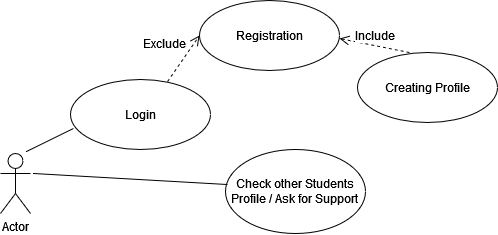 Registration
Exclude
Include
Creating Profile
Login
Check other Students
Profile / Ask for Support
Actor